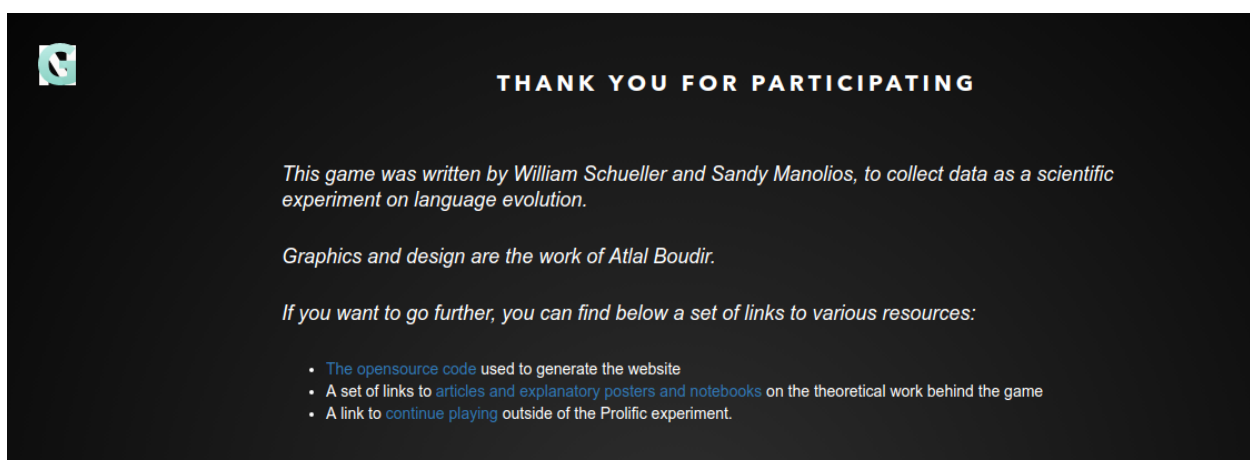 THANK YOU FOR PARTICIPATING
This game was written by William Schueller and Sandy Manolios, to collect data as a scientific
experiment on language evolution.
Graphics and design are the work of Atlal Boudir.
If you want to go further, you can find below a set of links to various resources:
• The opensource code used to generate the website
• A set of links to articles and explanatory posters and notebooks on the theoretical work behind the game
• A link to continue playing outside of the Prolific experiment.